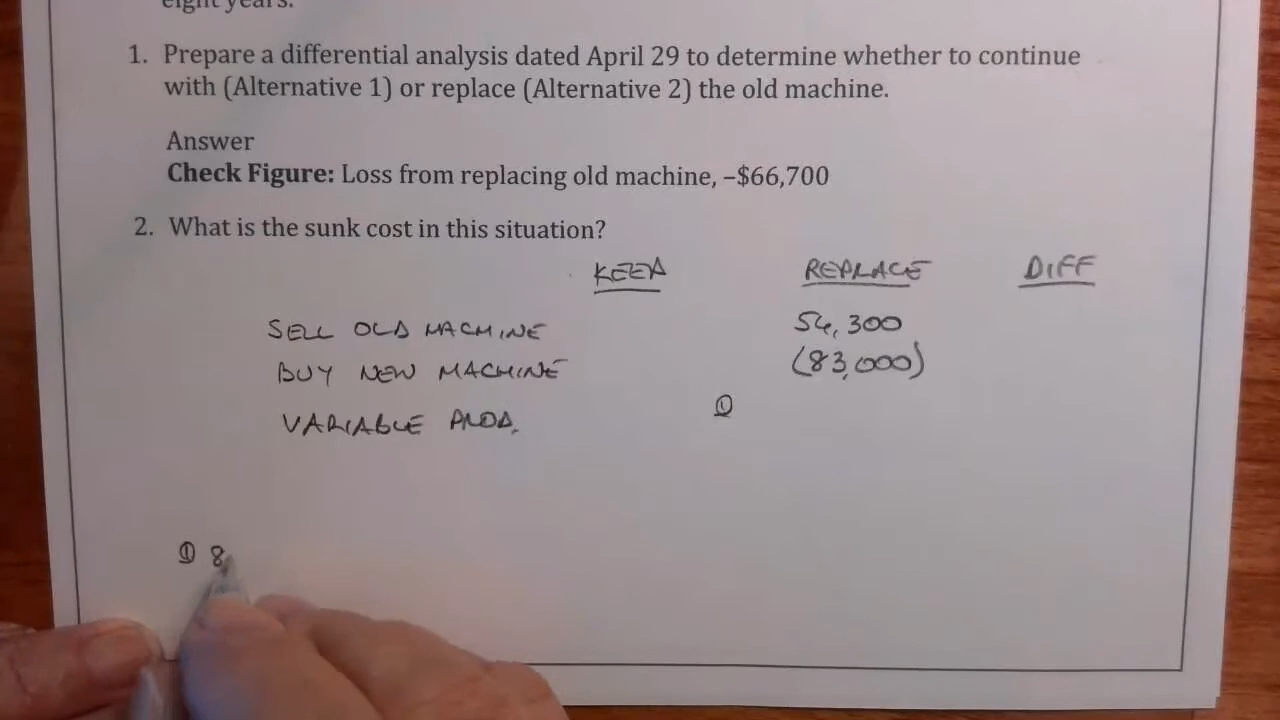 eight years.
1. Prepare a differential analysis dated April 29 to determine whether to continue
with (Alternative 1) or replace (Alternative 2) the old machine.
Answer
Check Figure: Loss from replacing old machine, –$66,700
2. What is the sunk cost in this situation?
KEEP REPLACE DIFF
SELL OLD MACHINE 54,300
BUY NEW MACHINE (83,000)
VARIABLE PROD. ①
① 8